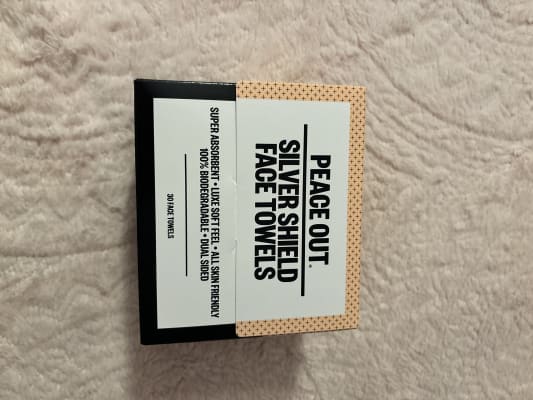 PEACE OUT®
SILVER SHIELD
FACE TOWELS
SUPER ABSORBENT • LUXE SOFT FEEL • ALL SKIN FRIENDLY
100% BIODEGRADABLE • DUAL SIDED
30 FACE TOWELS